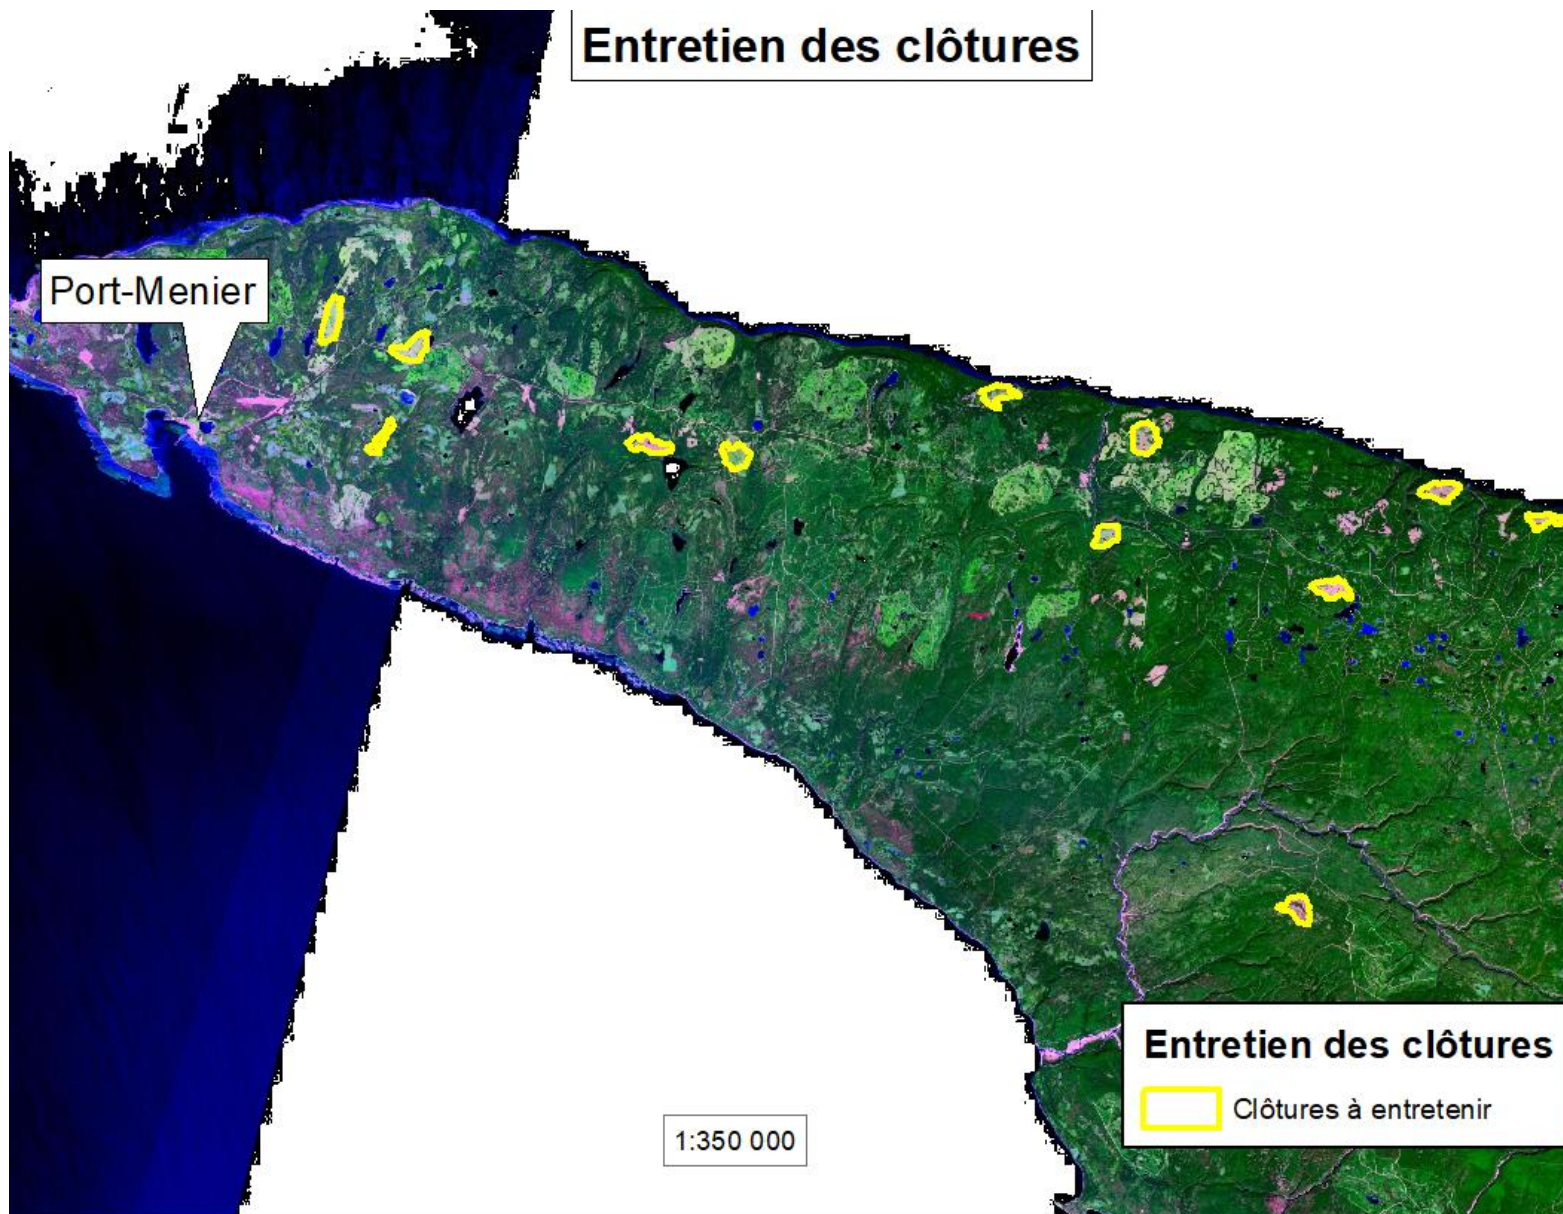 Entretien des clôtures
Port-Menier
Entretien des clôtures
Clôtures à entretenir
1:350 000